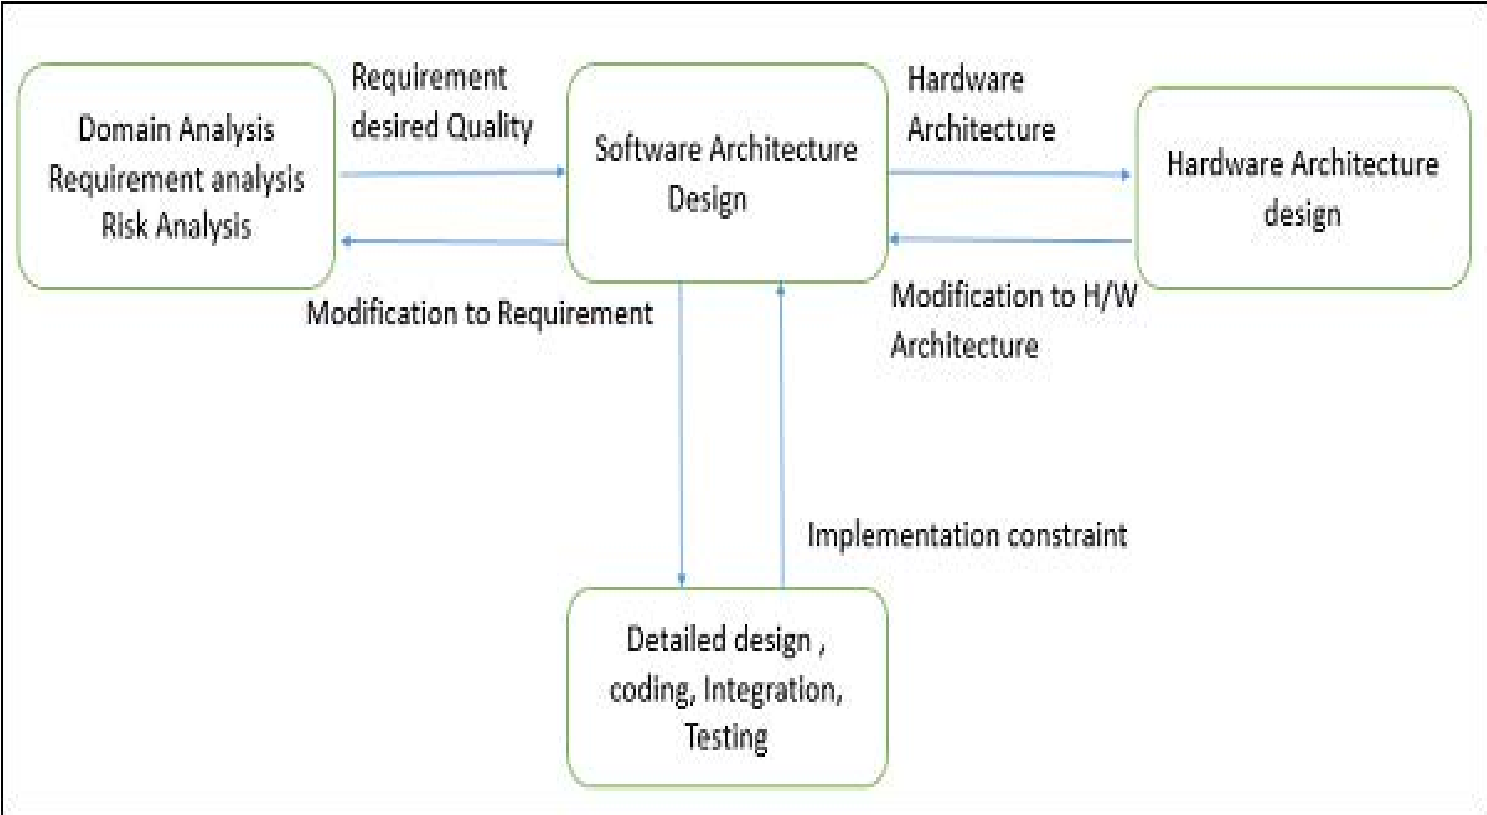 Domain Analysis
Requirement analysis
Risk Analysis
Requirement
desired Quality
Software Architecture
Design
Hardware
Architecture
Hardware Architecture
design
Modification to Requirement
Modification to H/W
Architecture
Implementation constraint
Detailed design ,
coding, Integration,
Testing